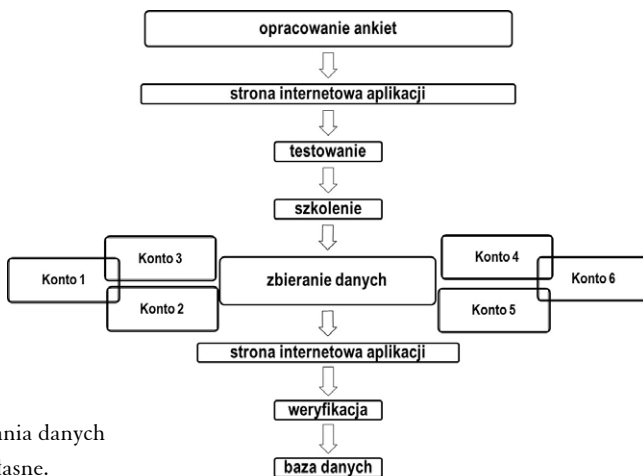 opracowanie ankiet
strona internetowa aplikacji
testowanie
szkolenie
Konto 3
Konto 4
Konto 1
zbieranie danych
Konto 6
Konto 2
Konto 5
strona internetowa aplikacji
weryfikacja
danych
baza danych